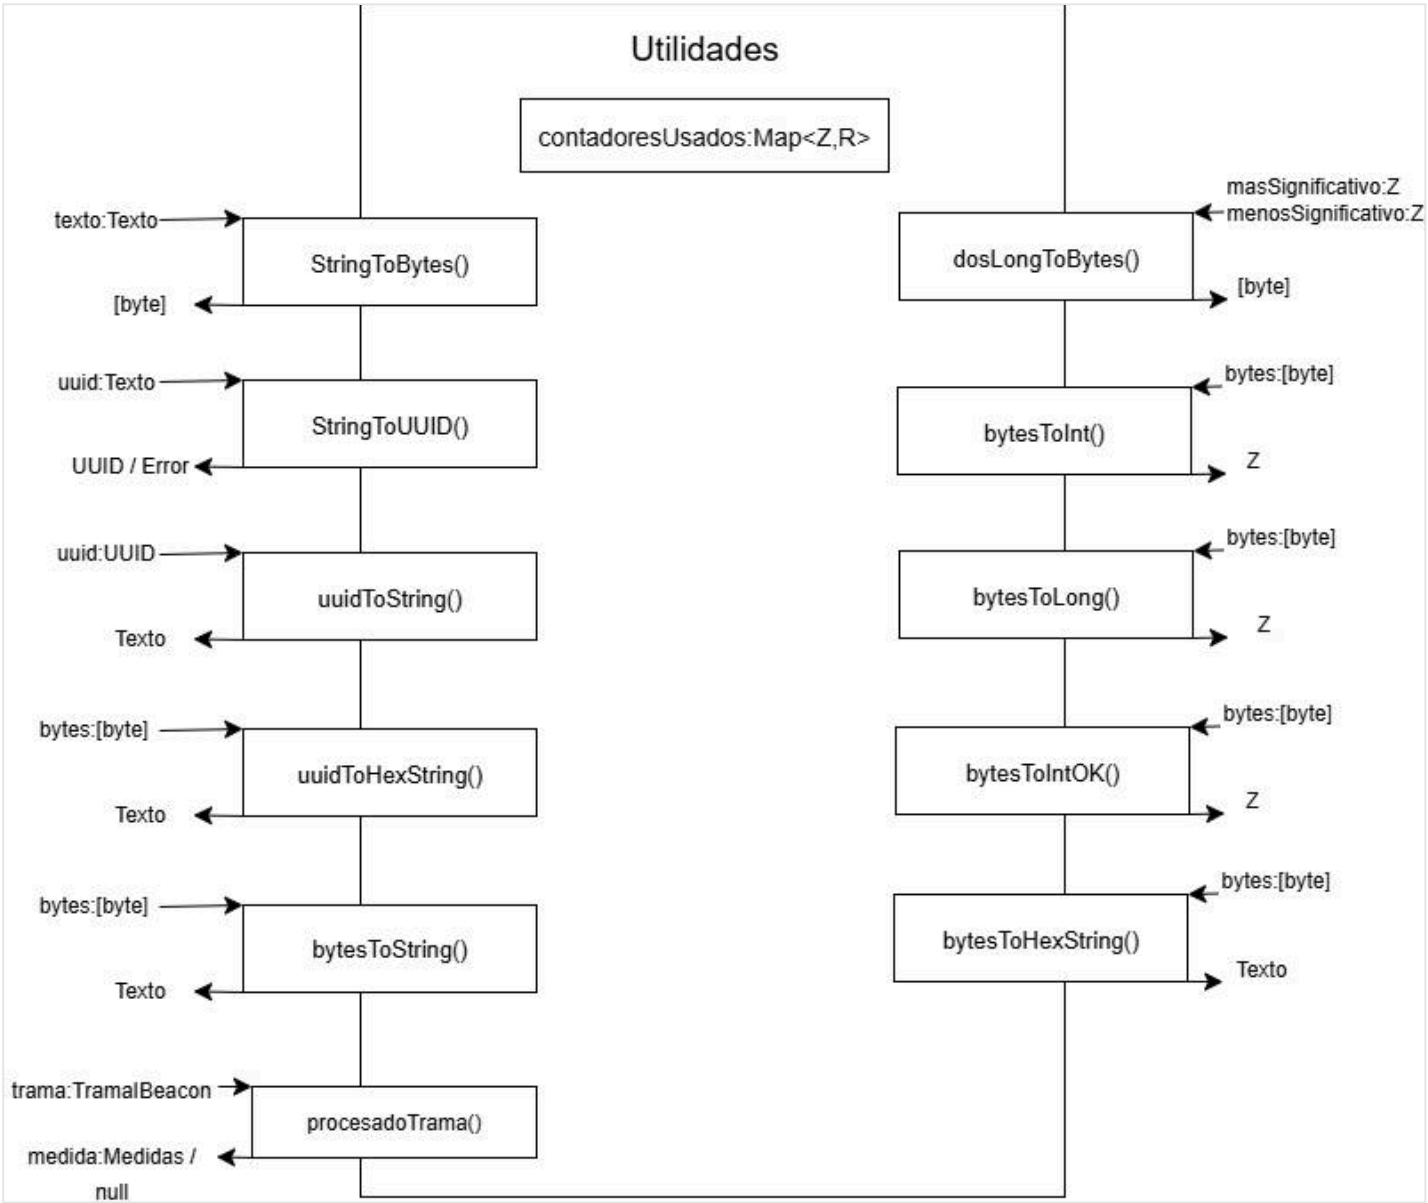 Utilidades
contadoresUsados:Map<Z,R>
texto:Texto
StringToBytes()
[byte]
uuid:Texto
StringToUUID()
UUID / Error
uuid:UUID
uuidToString()
Texto
bytes:[byte]
uuidToHexString()
Texto
bytes:[byte]
bytesToString()
Texto
trama:TramaIBeacon
procesadoTrama()
medida:Medidas /
null
masSignificativo:Z
menosSignificativo:Z
dosLongToBytes()
[byte]
bytes:[byte]
bytesToInt()
Z
bytes:[byte]
bytesToLong()
Z
bytes:[byte]
bytesToIntOK()
Z
bytes:[byte]
bytesToHexString()
Texto